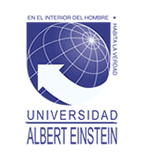 EN EL INTERIOR DEL HOMBRE •
HABITA LA VERDAD
UNIVERSIDAD
ALBERT EINSTEIN